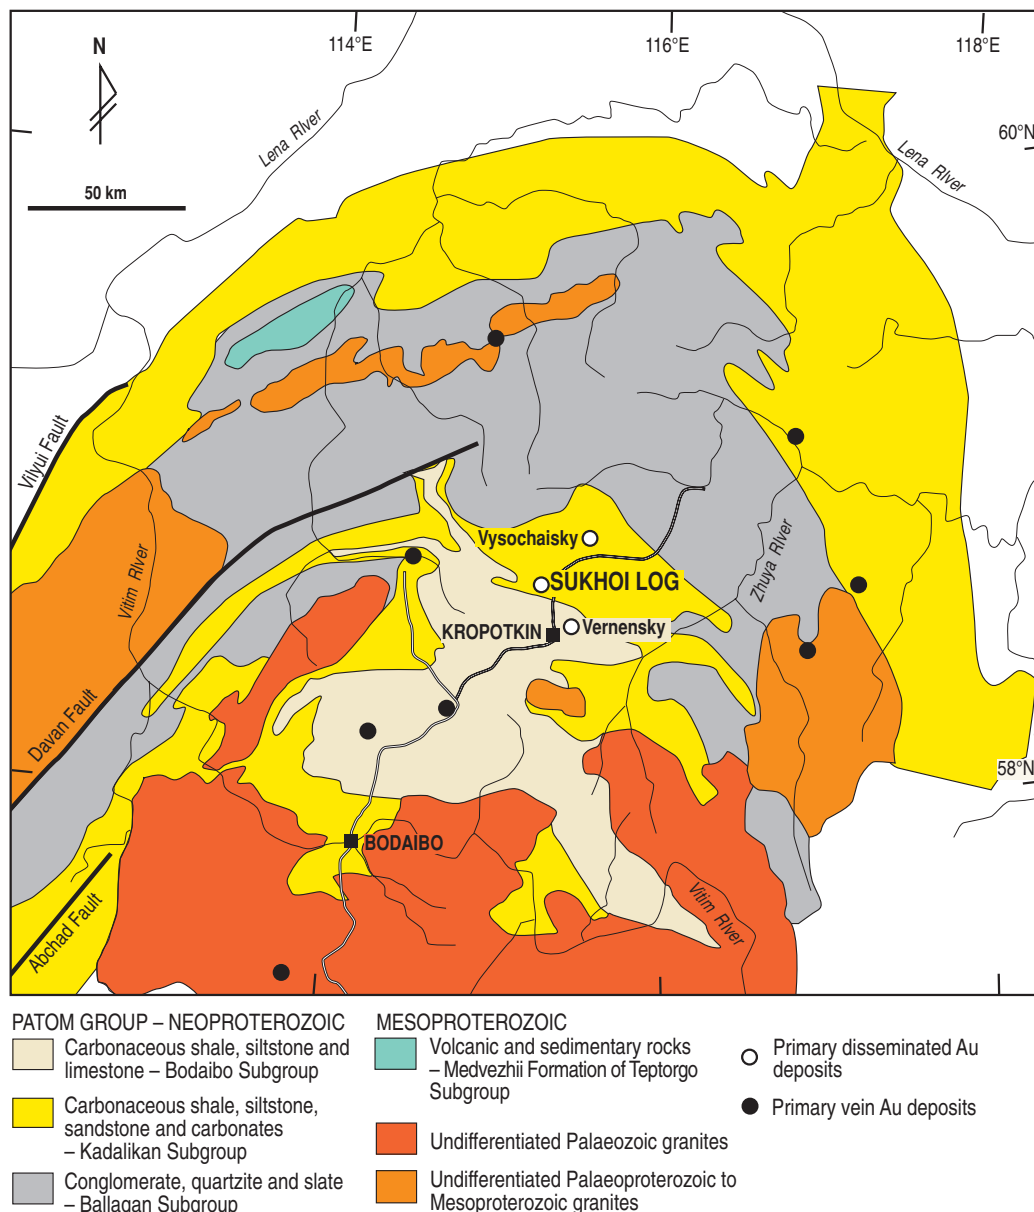 114°E
116°E
118°E
N
Lena RIver
60°N
Lena RIver
50 km
Vilyui Fault
Vitim RIver
Vysochaisky
SUKHOI LOG
Zhuya RIver
KROPOTKIN
Vernensky
Davan Fault
58°N
BODAIBO
Vitim RIver
Abchad Fault
PATOM GROUP – NEOPROTEROZOIC
Carbonaceous shale, siltstone and
limestone – Bodaibo Subgroup
Carbonaceous shale, siltstone,
sandstone and carbonates
– Kadalikan Subgroup
Conglomerate, quartzite and slate
– Ballagan Subgroup
MESOPROTEROZOIC
Volcanic and sedimentary rocks
– Medvezhii Formation of Teptorgo
Subgroup
Undifferentiated Palaeozoic granites
Undifferentiated Palaeoproterozoic to
Mesoproterozoic granites
Primary disseminated Au
deposits
Primary vein Au deposits